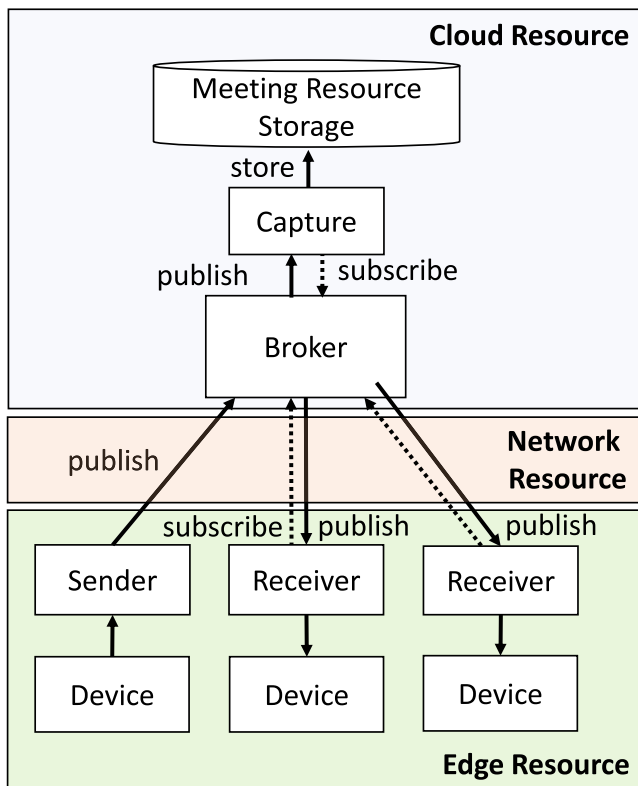 Cloud Resource
Meeting Resource
Storage
store
Capture
publish
subscribe
Broker
Network
Resource
publish
subscribe
publish
publish
Sender
Receiver
Receiver
Device
Device
Device
Edge Resource